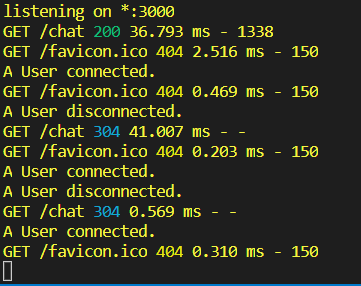 listening on *:3000
GET /chat 200 36.793 ms - 1338
GET /favicon.ico 404 2.516 ms - 150
A User connected.
GET /favicon.ico 404 0.469 ms - 150
A User disconnected.
GET /chat 304 41.007 ms - -
GET /favicon.ico 404 0.203 ms - 150
A User connected.
A User disconnected.
GET /chat 304 0.569 ms - -
A User connected.
GET /favicon.ico 404 0.310 ms - 150